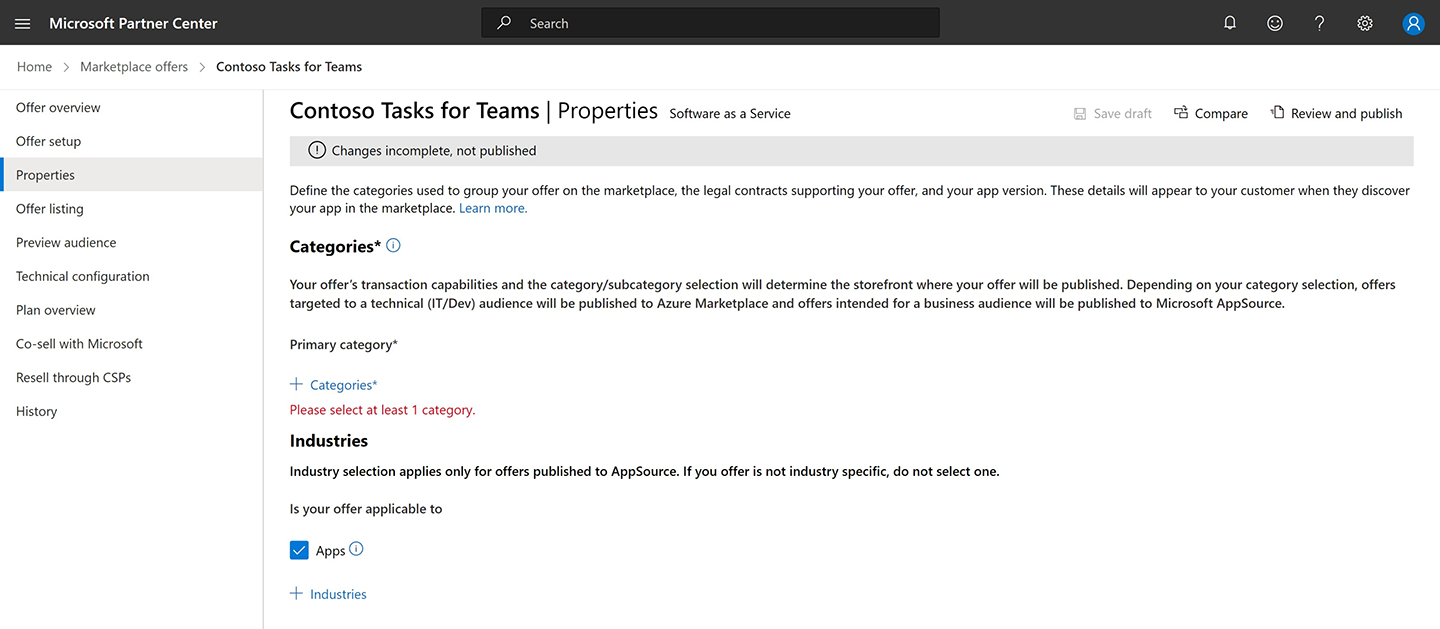 Microsoft Partner Center
Search
Home > Marketplace offers > Contoso Tasks for Teams
Offer overview
Offer setup
Properties
Offer listing
Preview audience
Technical configuration
Plan overview
Co-sell with Microsoft
Resell through CSPs
History
Contoso Tasks for Teams | Properties Software as a Service
Save draft Compare Review and publish
Changes incomplete, not published
Define the categories used to group your offer on the marketplace, the legal contracts supporting your offer, and your app version. These details will appear to your customer when they discover
your app in the marketplace. Learn more.
Categories*
Your offer's transaction capabilities and the category/subcategory selection will determine the storefront where your offer will be published. Depending on your category selection, offers
targeted to a technical (IT/Dev) audience will be published to Azure Marketplace and offers intended for a business audience will be published to Microsoft AppSource.
Primary category*
+ Categories*
Please select at least 1 category.
Industries
Industry selection applies only for offers published to AppSource. If you offer is not industry specific, do not select one.
Is your offer applicable to
Apps
+ Industries